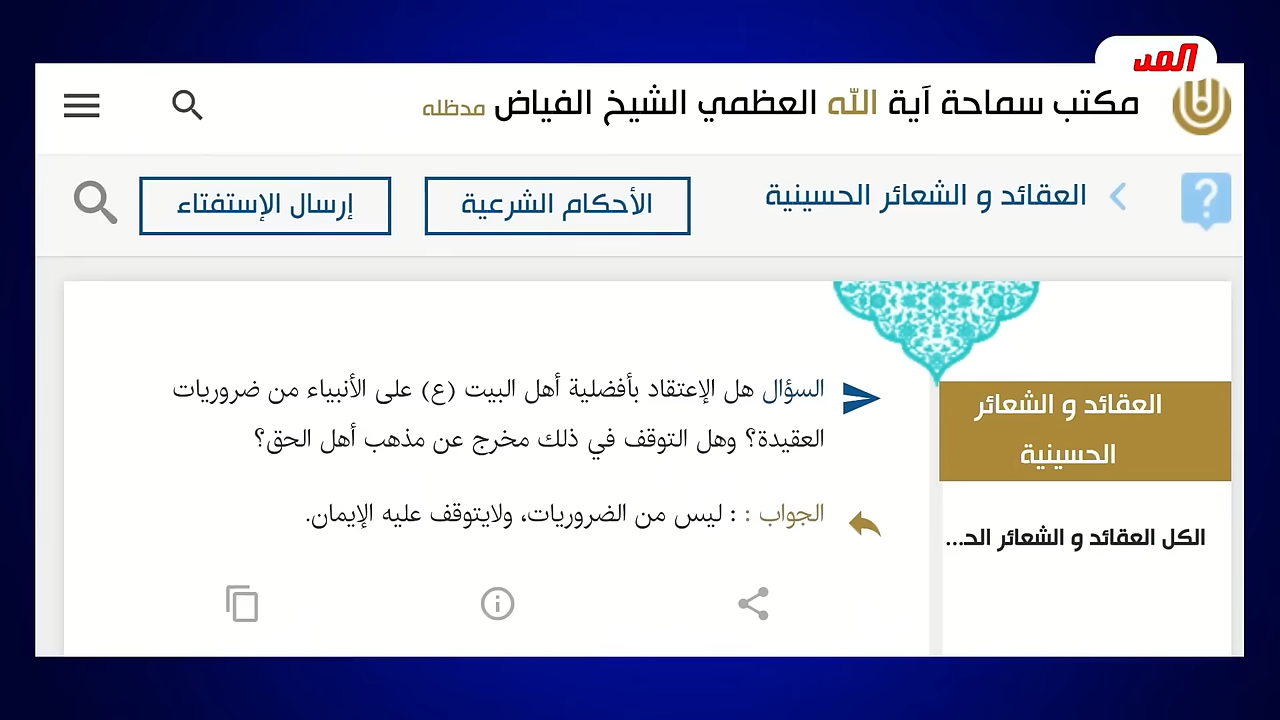 المد
مكتب سماحة آية الله العظمي الشيخ الفياض مدظله
العقائد و الشعائر الحسينية
الأحكام الشرعية
إرسال الإستفتاء
العقائد و الشعائر
الحسينية
الكل العقائد و الشعائر الحـ...
السؤال هل الإعتقاد بأفضلية أهل البيت (ع) على الأنبياء من ضروريات
العقيدة؟ وهل التوقف في ذلك مخرج عن مذهب أهل الحق؟
الجواب : : ليس من الضروريات، ولايتوقف عليه الإيمان.